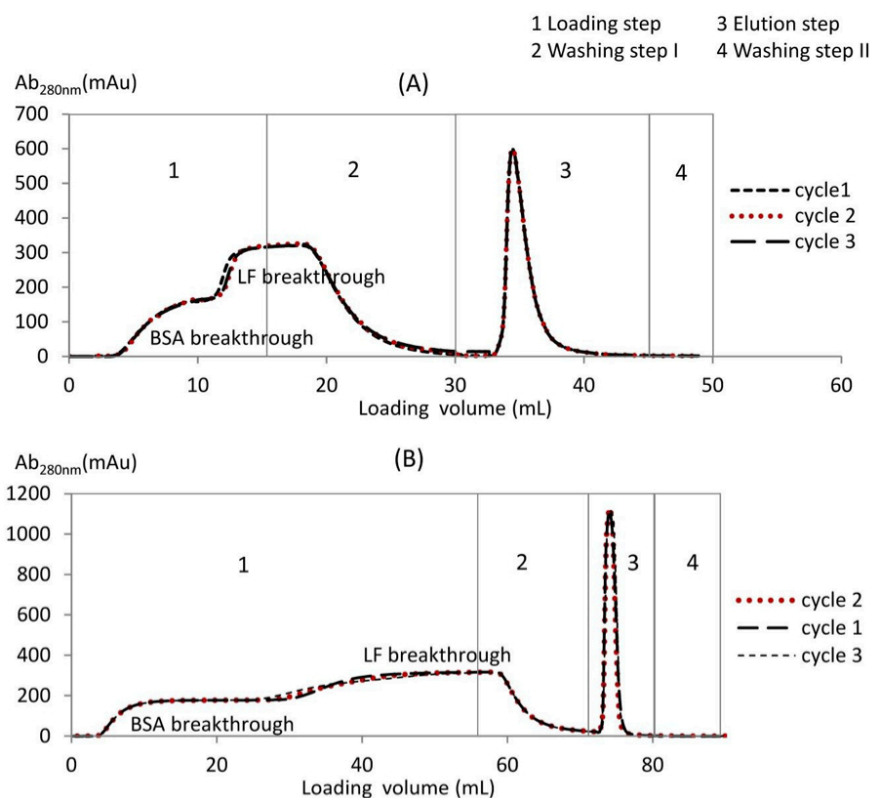 1 Loading step 3 Elution step
2 Washing step I 4 Washing step II
Ab280nm(mAu)
(A)
700
600
500
400
300
200
100
0
1
2
3
4
LF breakthrough
BSA breakthrough
cycle1
cycle 2
cycle 3
0 10 20 30 40 50 60
Loading volume (mL)
Ab280nm(mAu)
(B)
1200
1000
800
600
400
200
0
1
2
3
4
LF breakthrough
BSA breakthrough
cycle 2
cycle 1
cycle 3
0 20 40 60 80
Loading volume (mL)